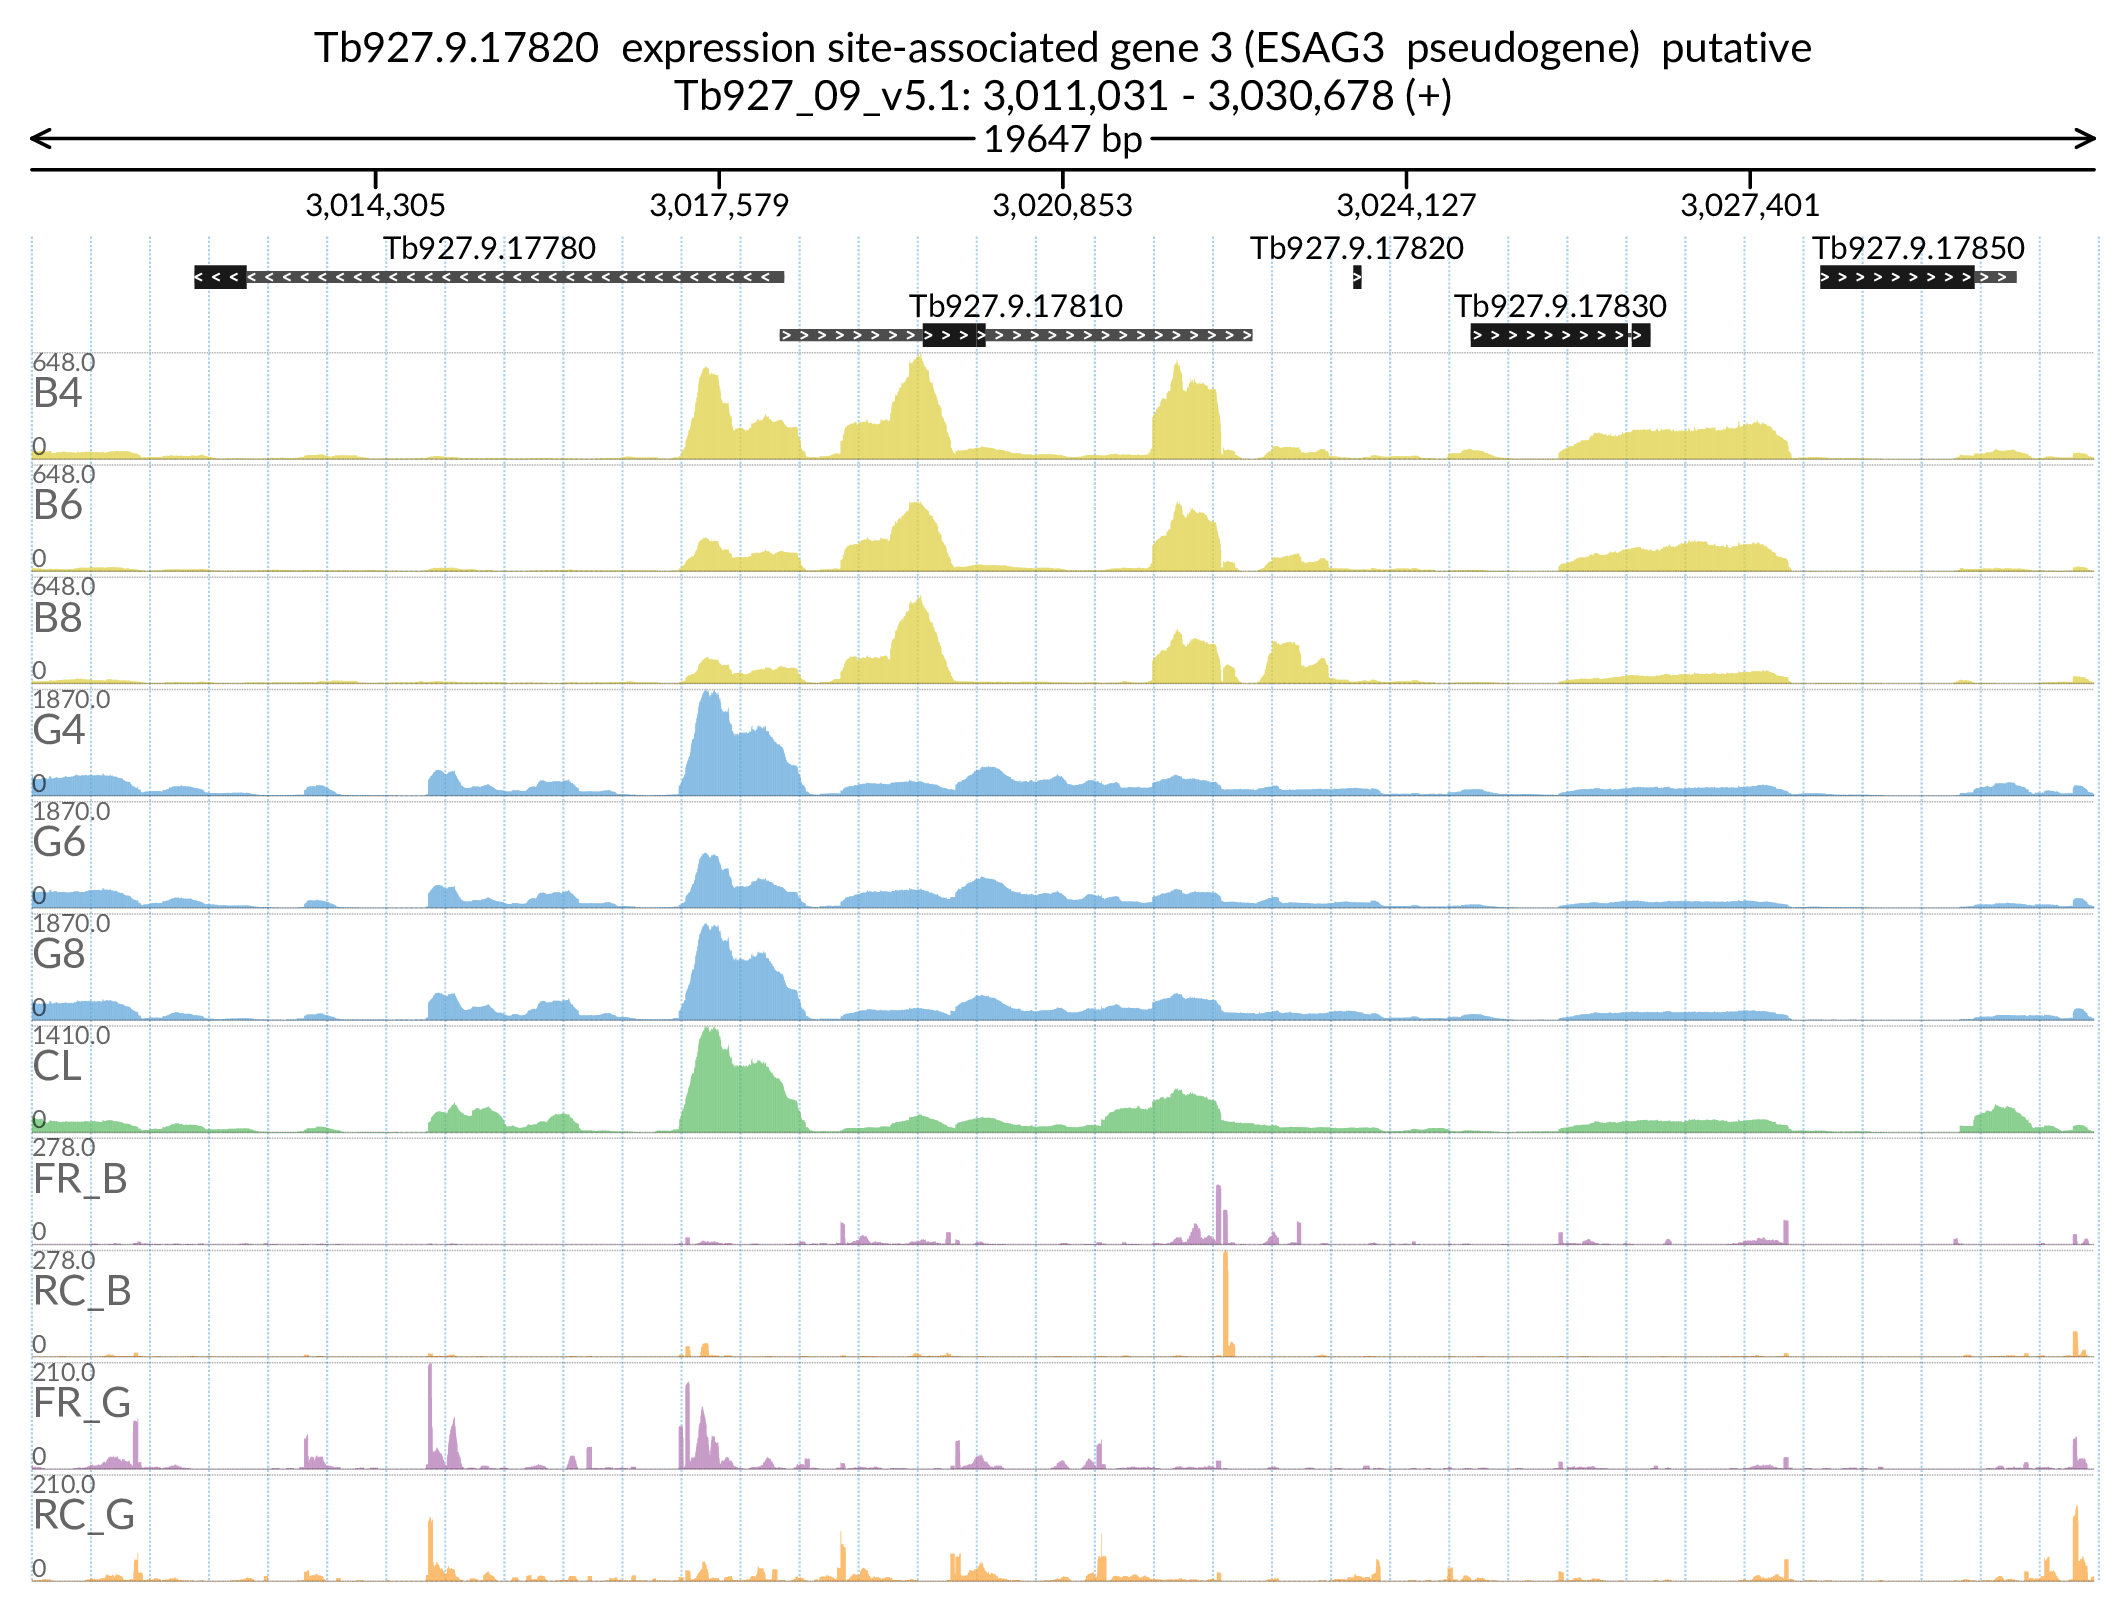 Tb927.9.17820  expression site-associated gene 3 (ESAG3  pseudogene)  putative
Tb927_09_v5.1: 3,011,031 - 3,030,678 (+)
19647 bp
3,014,305 3,017,579 3,020,853 3,024,127 3,027,401
Tb927.9.17780 Tb927.9.17820 Tb927.9.17850
Tb927.9.17810 Tb927.9.17830
648.0
B4
0
648.0
B6
0
648.0
B8
0
1870.0
G4
0
1870.0
G6
0
1870.0
G8
0
1410.0
CL
0
278.0
FR_B
0
278.0
RC_B
0
210.0
FR_G
0
210.0
RC_G
0